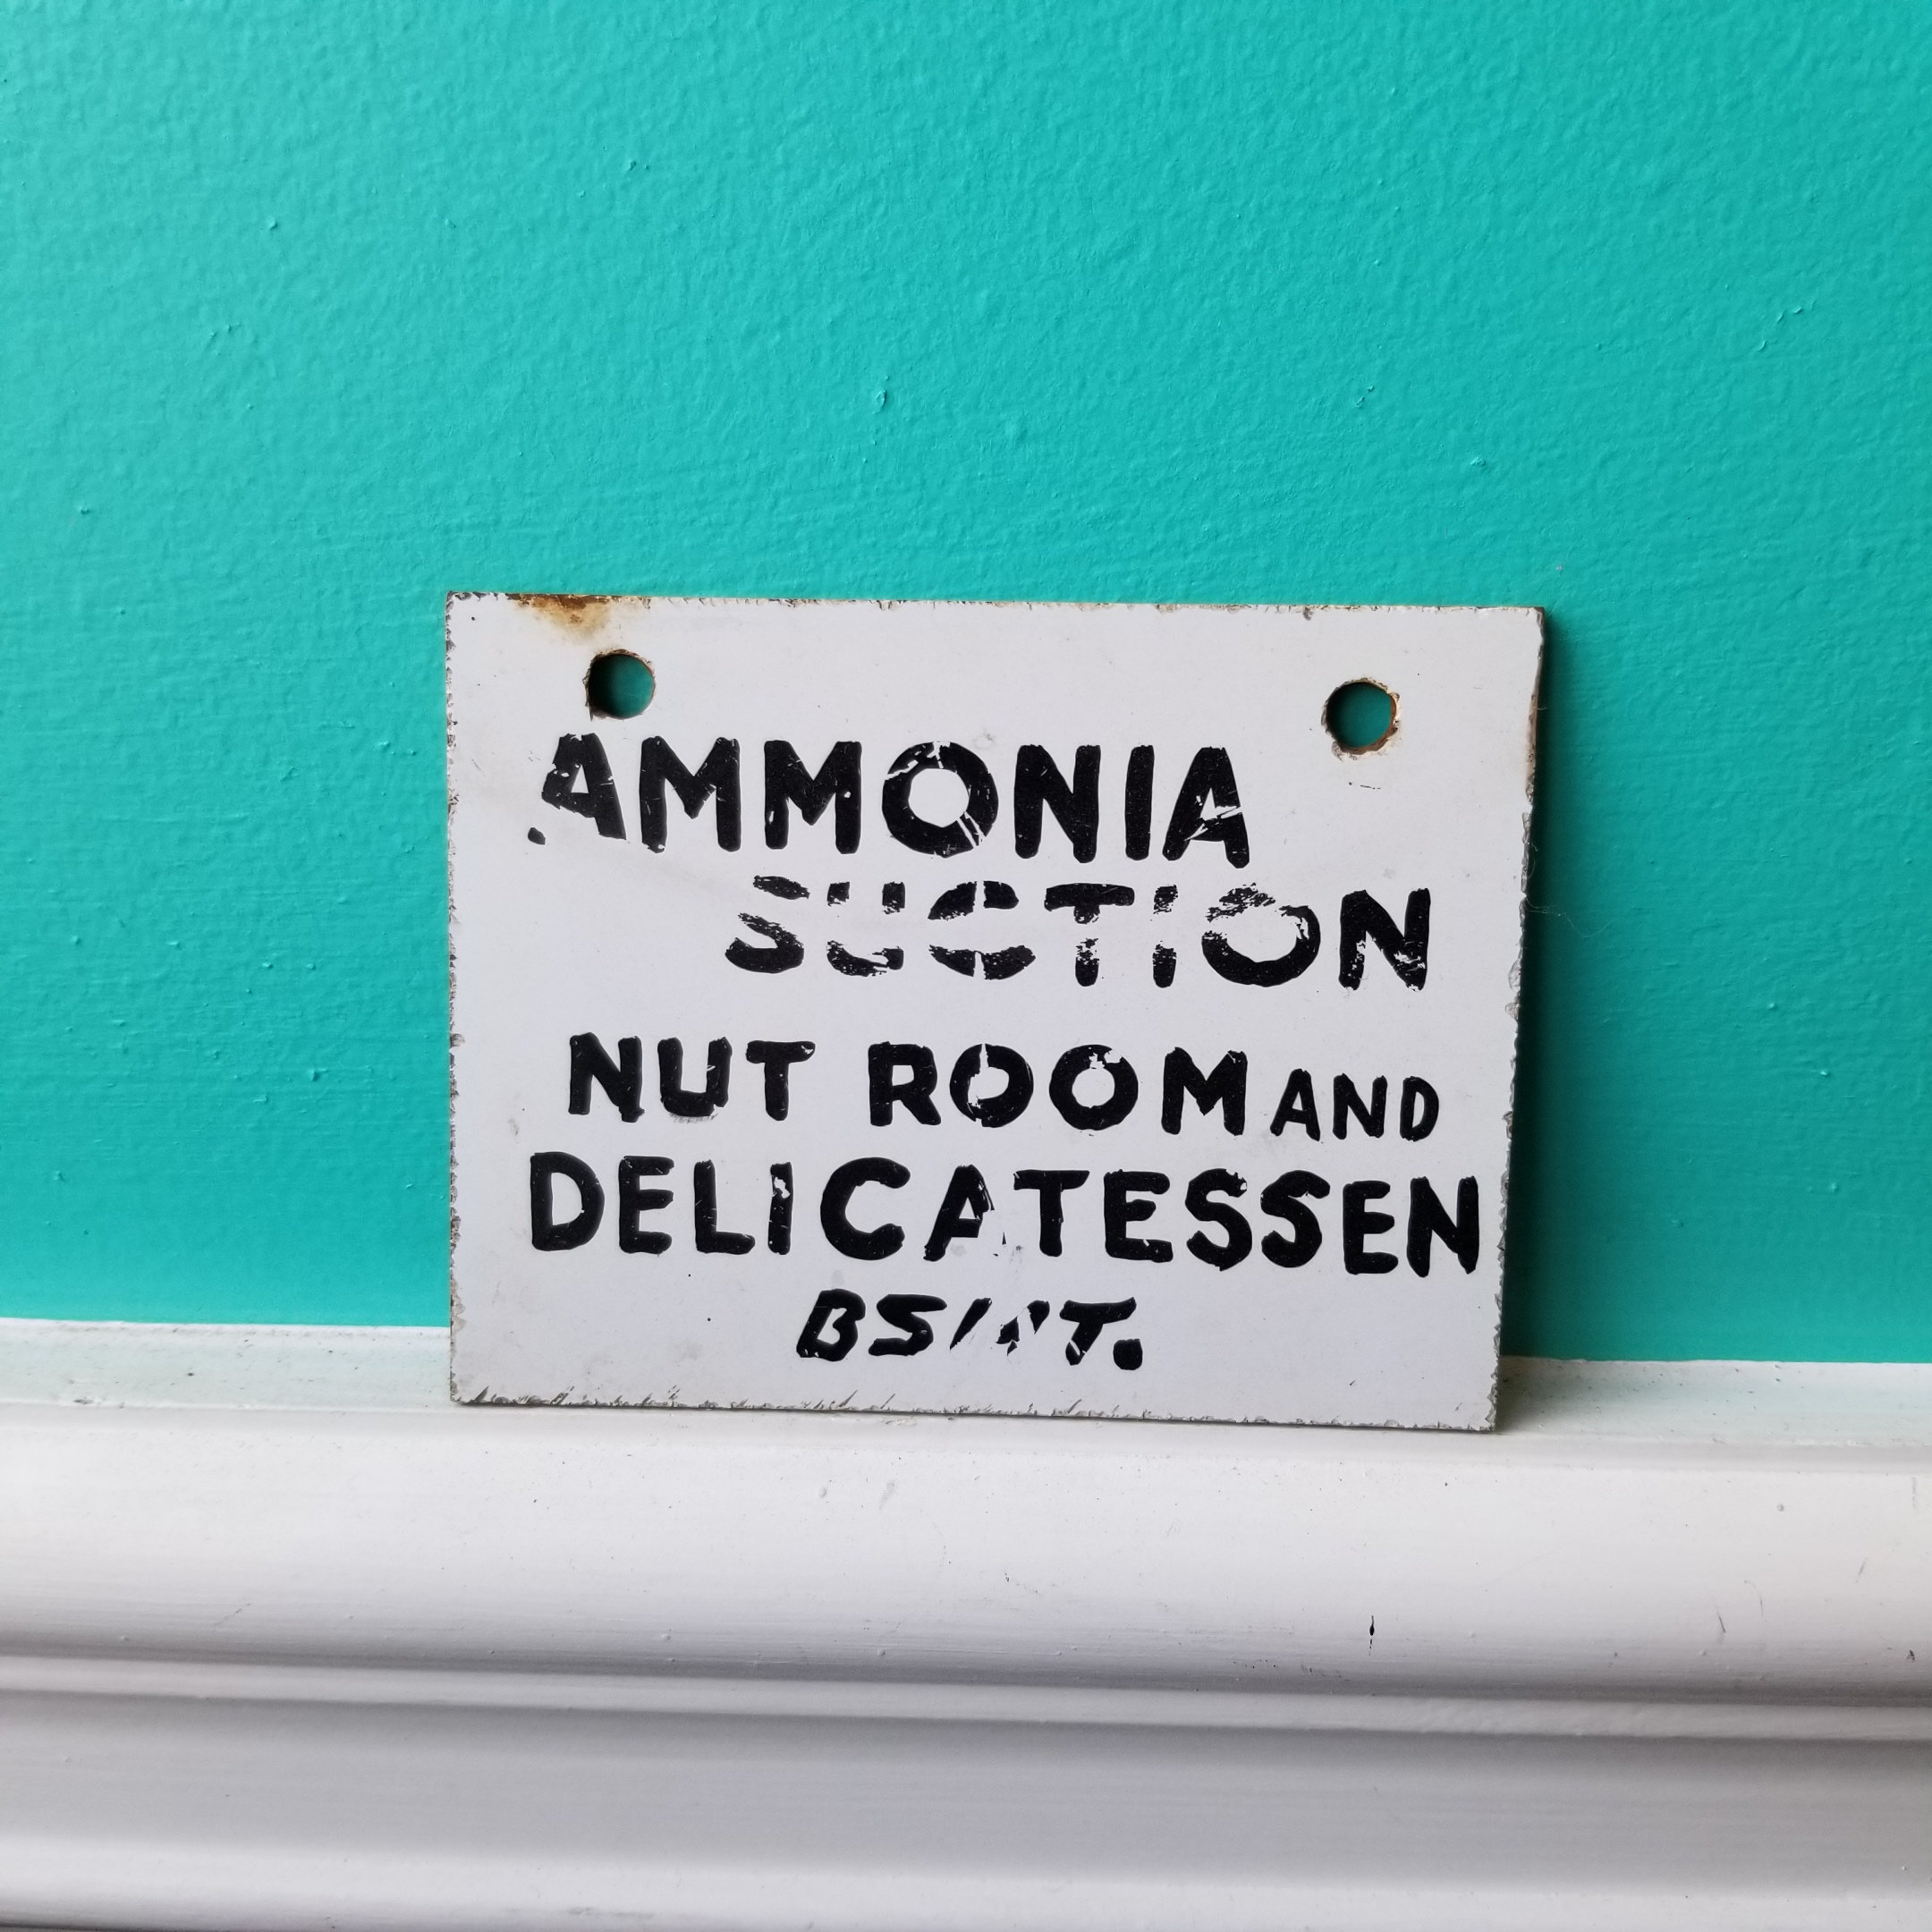 AMMONIA
SUCTION
NUT ROOM AND
DELICATESSEN
BSMT.